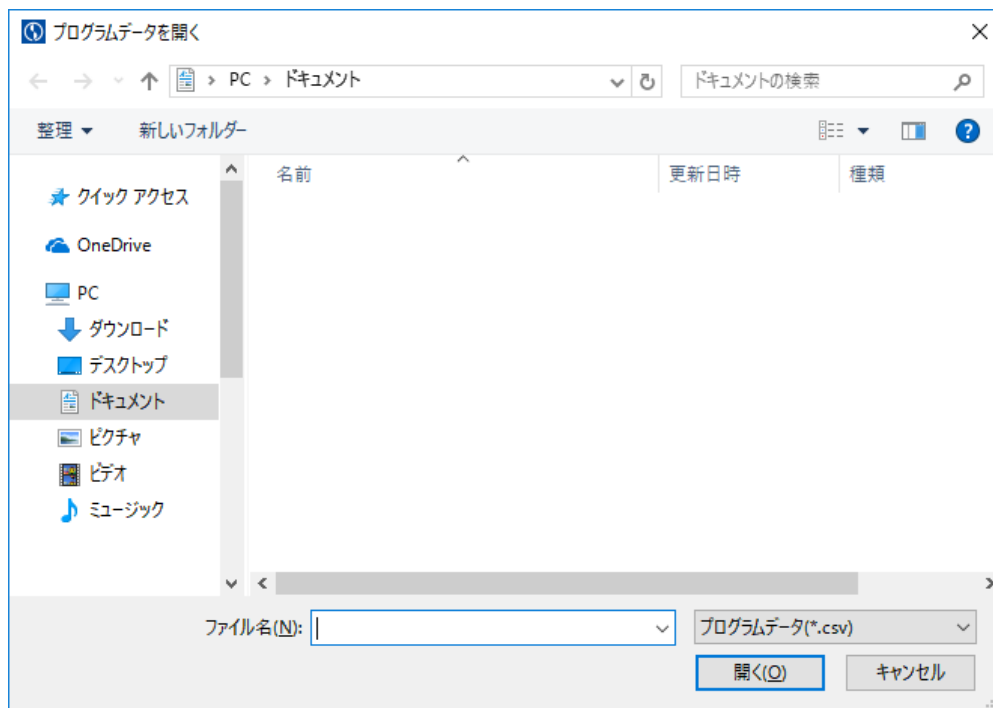 プログラムデータを開く
PC › ドキュメント
ドキュメントの検索
整理
新しいフォルダー
名前
更新日時
種類
クイック アクセス
OneDrive
PC
ダウンロード
デスクトップ
ドキュメント
ピクチャ
ビデオ
ミュージック
ファイル名(N):
プログラムデータ(*.csv)
開く(O)
キャンセル